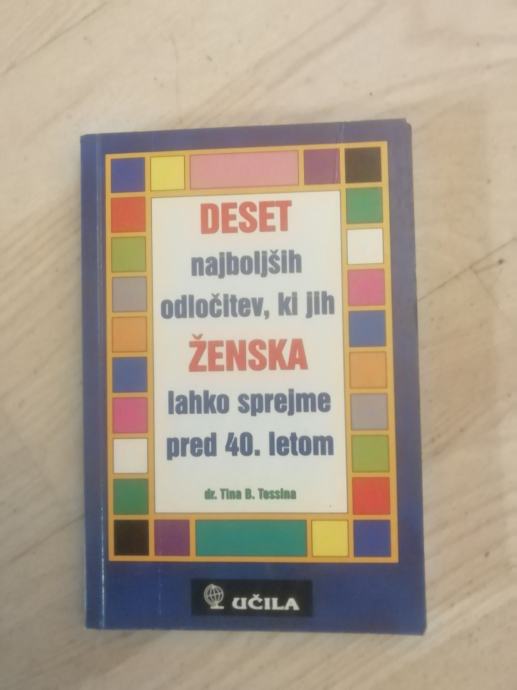 DESET
najboljših
odločitev, ki jih
ŽENSKA
lahko sprejme
pred 40. letom
dr. Tina B. Tessina
UČILA